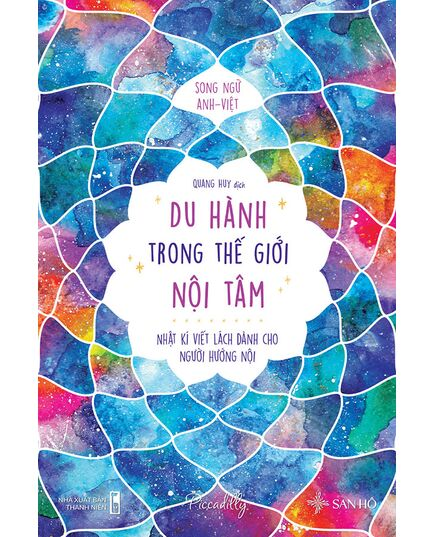 SONG NGỮ
ANH–VIỆT
QUANG HUY dịch
DU HÀNH
TRONG THẾ GIỚI
NỘI TÂM
NHẬT KÍ VIẾT LÁCH DÀNH CHO
NGƯỜI HƯỚNG NỘI
NHÀ XUẤT BẢN
THANH NIÊN
Piccadilly
SAN HÔ